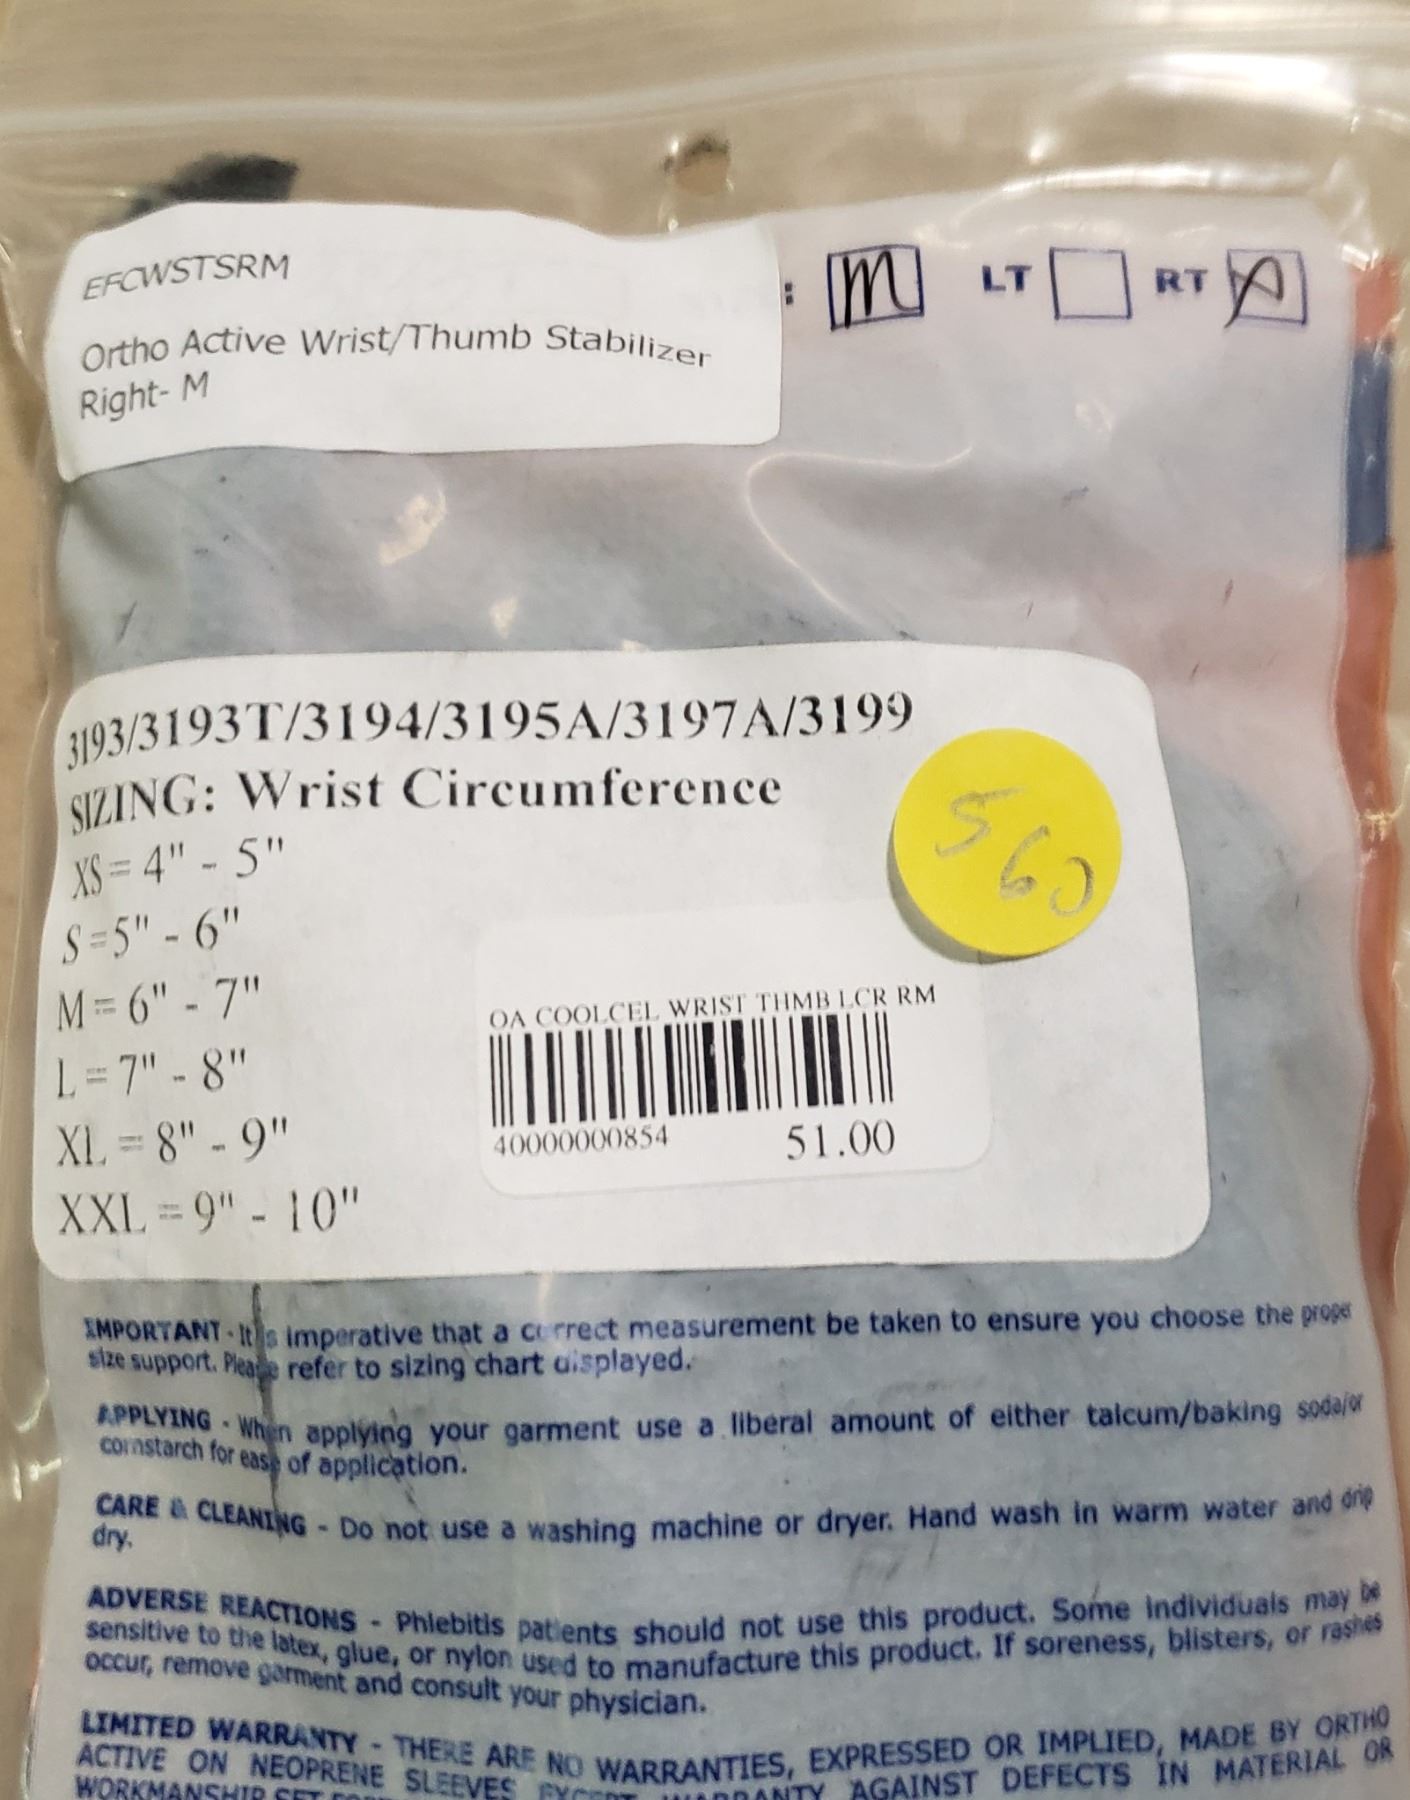 EFCWSTSRM
Ortho Active Wrist/Thumb Stabilizer
Right- M
: M LT RT
3193/3193T/3194/3195A/3197A/3199
SIZING: Wrist Circumference
XS= 4" - 5"
S=5" - 6"
M= 6" - 7"
L= 7" - 8"
XL = 8" - 9"
XXL = 9" - 10"
5 60
OA COOLCEL WRIST THMB LCR RM
40000000854 51.00
IMPORTANT - It is imperative that a correct measurement be taken to ensure you choose the proper
size support. Please refer to sizing chart displayed.
APPLYING - When applying your garment use a liberal amount of either talcum/baking soda/or
cornstarch for ease of application.
CARE & CLEANING - Do not use a washing machine or dryer. Hand wash in warm water and drip
dry.
ADVERSE REACTIONS - Phlebitis patients should not use this product. Some individuals may be
sensitive to the latex, glue, or nylon used to manufacture this product. If soreness, blisters, or rashes
occur, remove garment and consult your physician.
LIMITED WARRANTY - THERE ARE NO WARRANTIES, EXPRESSED OR IMPLIED, MADE BY ORTHO
ACTIVE ON NEOPRENE SLEEVES EXCEPT WARRANTY AGAINST DEFECTS IN MATERIAL OR
WORKMANSHIP SET